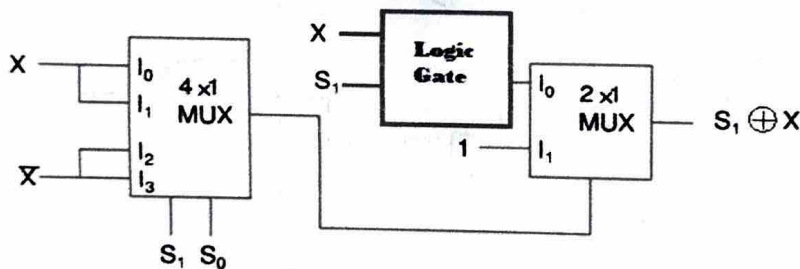 X
I₀
I₁
4 x1
MUX
X̅
I₂
I₃
S₁ S₀
X
S₁
Logic
Gate
I₀
2 x1
MUX
1
I₁
S₁ ⊕ X